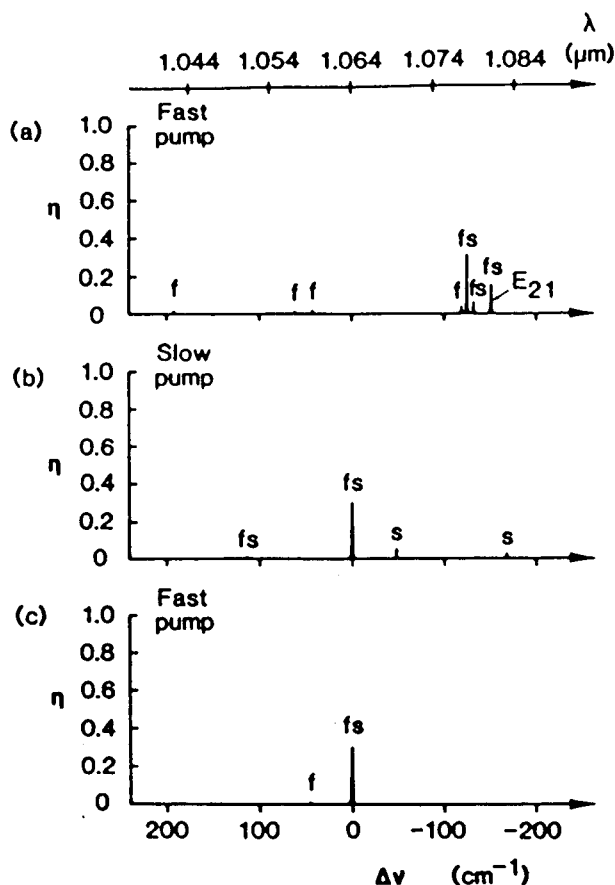 λ
(μm)
1.044 1.054 1.064 1.074 1.084
(a)
Fast
pump
1.0
0.8
η 0.6
0.4
0.2
0
f f f f fs fs fs E21
(b)
Slow
pump
1.0
0.8
η 0.6
0.4
0.2
0
fs fs s s
(c)
Fast
pump
1.0
0.8
η 0.6
0.4
0.2
0
f fs
200 100 0 -100 -200
Δν (cm⁻¹)